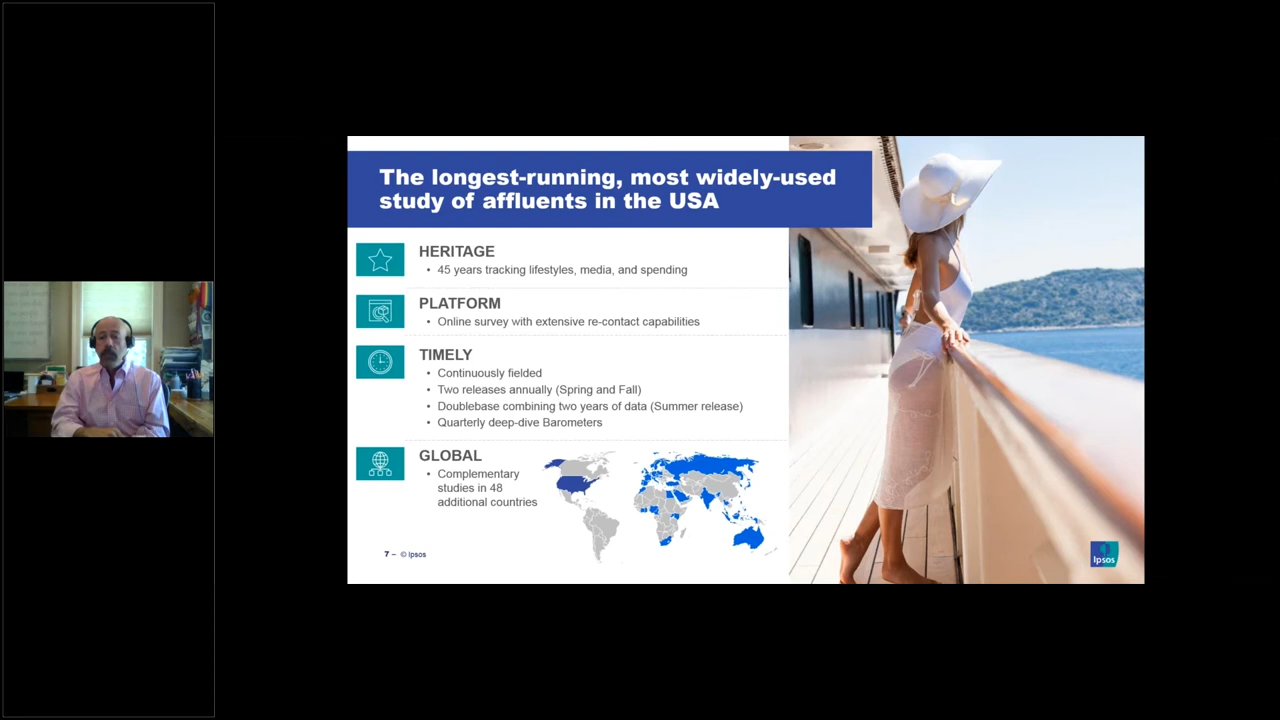 The longest-running, most widely-used
study of affluents in the USA
HERITAGE
• 45 years tracking lifestyles, media, and spending
PLATFORM
• Online survey with extensive re-contact capabilities
TIMELY
• Continuously fielded
• Two releases annually (Spring and Fall)
• Doublebase combining two years of data (Summer release)
• Quarterly deep-dive Barometers
GLOBAL
• Complementary
studies in 48
additional countries
7 – © Ipsos
Ipsos